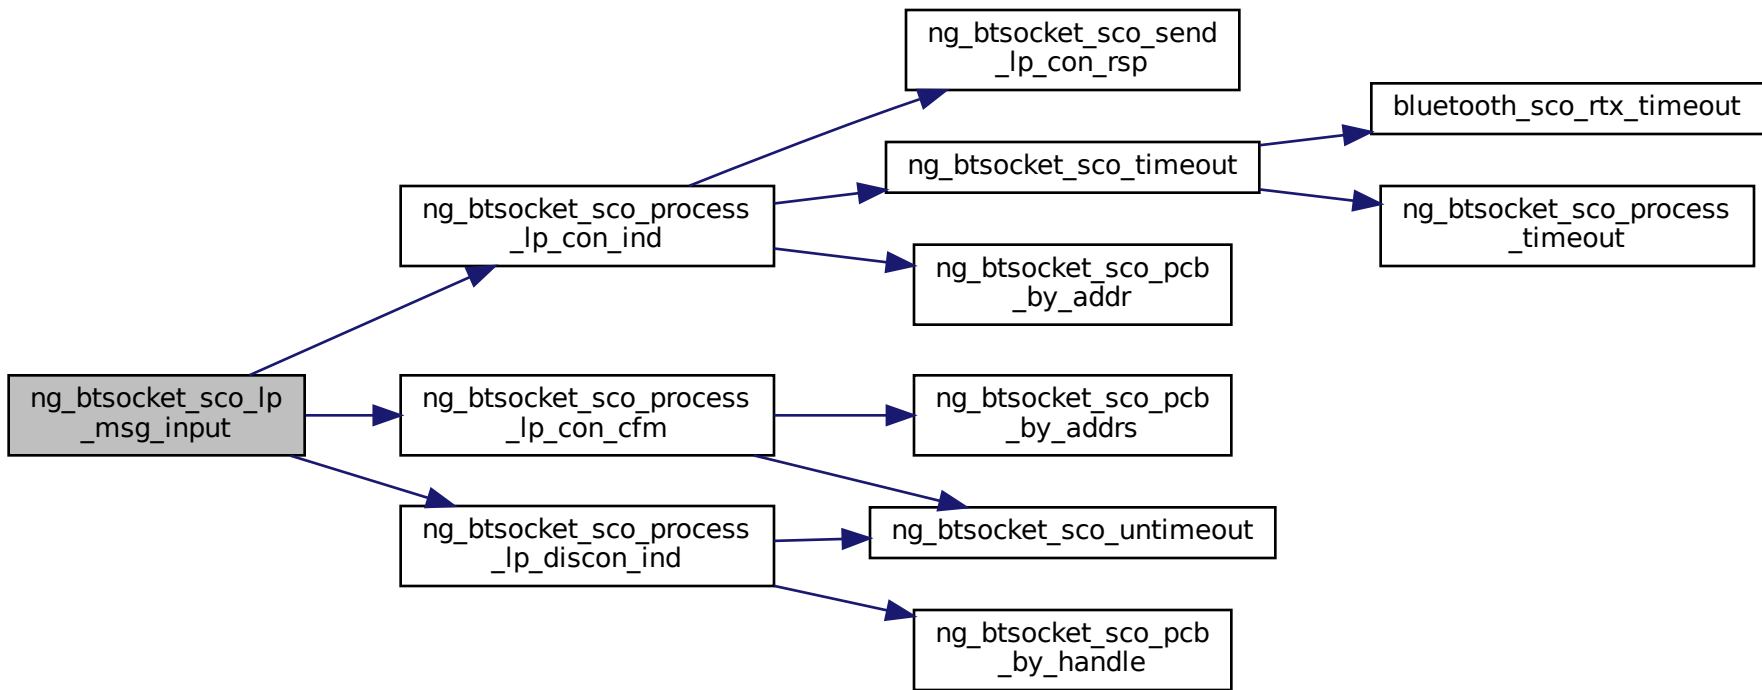 ng_btsocket_sco_send
_lp_con_rsp
bluetooth_sco_rtx_timeout
ng_btsocket_sco_timeout
ng_btsocket_sco_process
_lp_con_ind
ng_btsocket_sco_process
_timeout
ng_btsocket_sco_pcb
_by_addr
ng_btsocket_sco_lp
_msg_input
ng_btsocket_sco_process
_lp_con_cfm
ng_btsocket_sco_pcb
_by_addrs
ng_btsocket_sco_process
_lp_discon_ind
ng_btsocket_sco_untimeout
ng_btsocket_sco_pcb
_by_handle